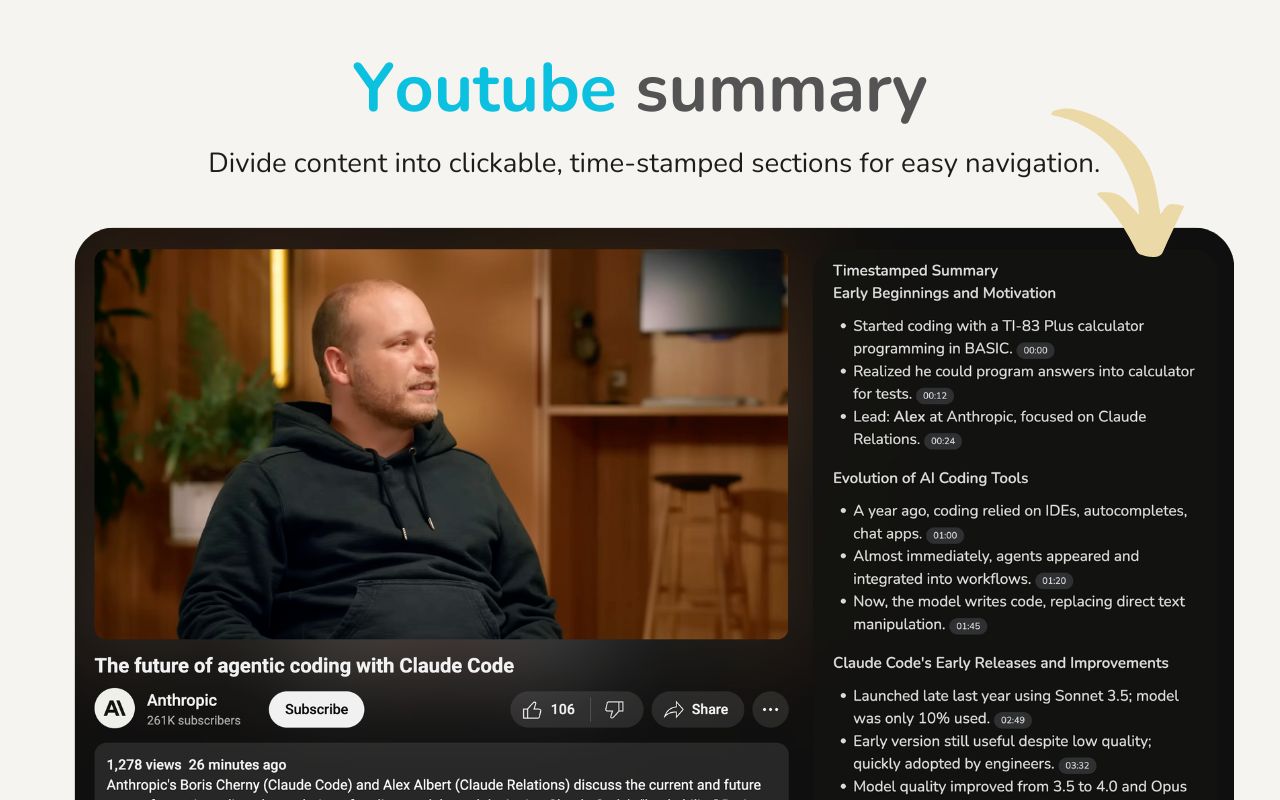 Youtube summary
Divide content into clickable, time-stamped sections for easy navigation.
Timestamped Summary
Early Beginnings and Motivation
• Started coding with a TI-83 Plus calculator
programming in BASIC. 00:00
• Realized he could program answers into calculator
for tests. 00:12
• Lead: Alex at Anthropic, focused on Claude
Relations. 00:24
Evolution of AI Coding Tools
• A year ago, coding relied on IDEs, autocompletes,
chat apps. 01:00
• Almost immediately, agents appeared and
integrated into workflows. 01:20
• Now, the model writes code, replacing direct text
manipulation. 01:45
Claude Code's Early Releases and Improvements
• Launched late last year using Sonnet 3.5; model
was only 10% used. 02:49
• Early version still useful despite low quality;
quickly adopted by engineers. 03:32
• Model quality improved from 3.5 to 4.0 and Opus
The future of agentic coding with Claude Code
A\
Anthropic
261K subscribers
Subscribe
106
Share
1,278 views 26 minutes ago
Anthropic's Boris Cherny (Claude Code) and Alex Albert (Claude Relations) discuss the current and future